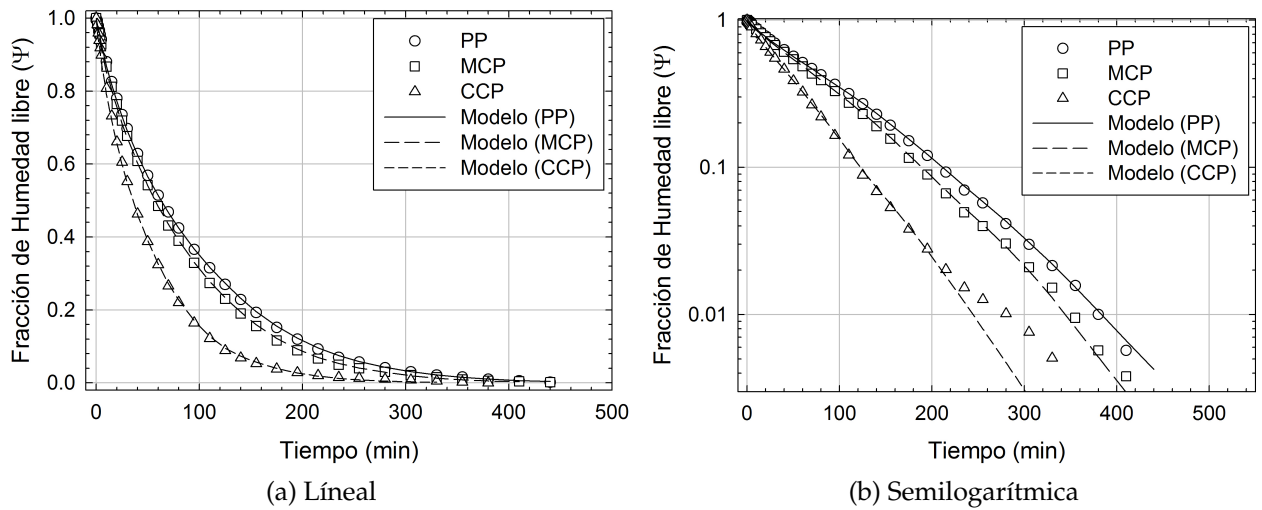 1.0
0.8
0.6
0.4
0.2
0.0
Fracción de Humedad libre (Ψ)
PP
MCP
CCP
Modelo (PP)
Modelo (MCP)
Modelo (CCP)
0 100 200 300 400 500
Tiempo (min)
(a) Líneal
1
0.1
0.01
Fracción de Humedad libre (Ψ)
PP
MCP
CCP
Modelo (PP)
Modelo (MCP)
Modelo (CCP)
0 100 200 300 400 500
Tiempo (min)
(b) Semilogarítmica